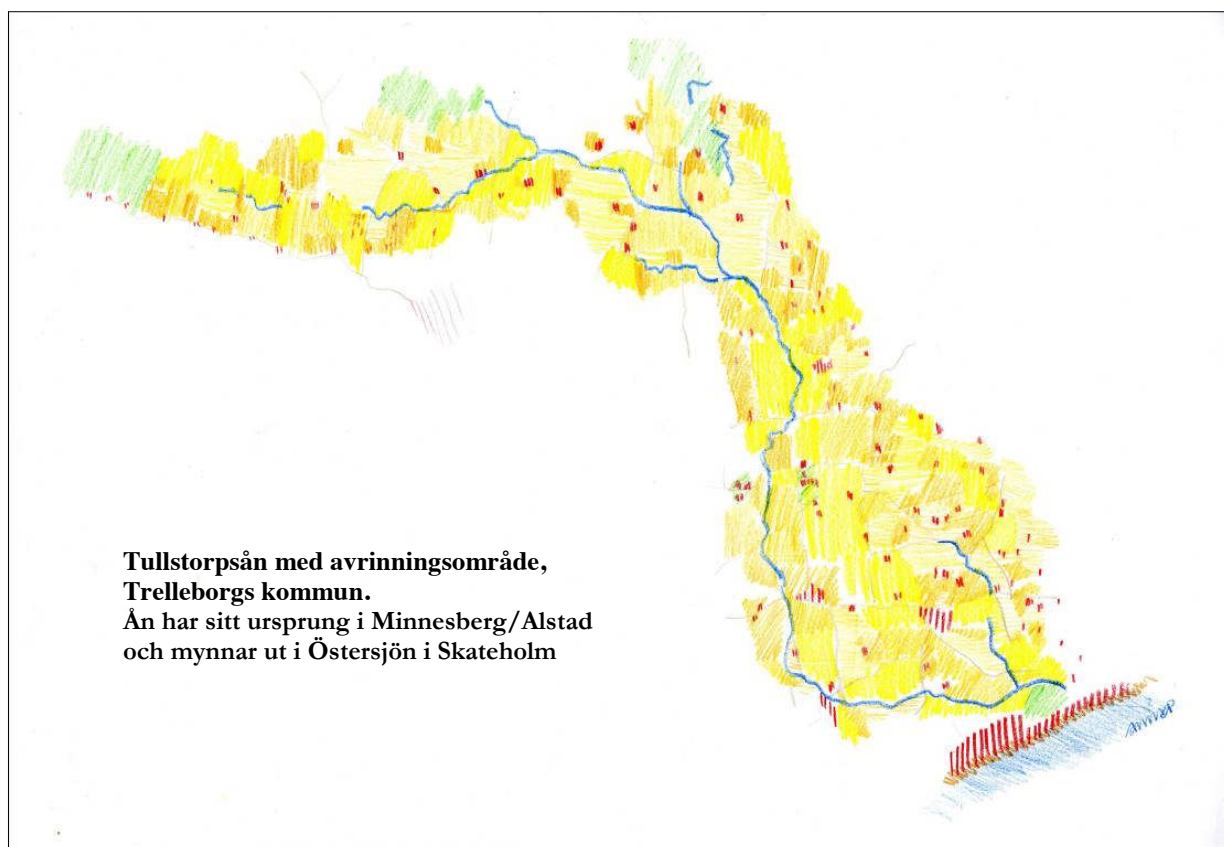 Tullstorpsån med avrinningsområde,
Trelleborgs kommun.
Ån har sitt ursprung i Minnesberg/Alstad
och mynnar ut i Östersjön i Skateholm